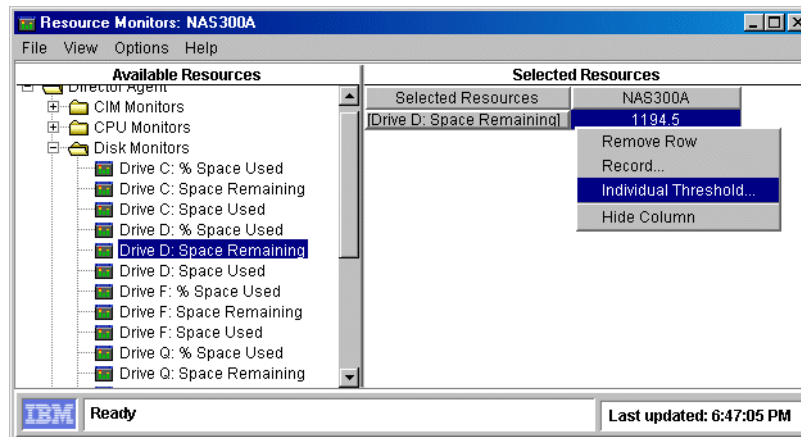 Resource Monitors: NAS300A
File View Options Help
Available Resources
Director Agent
CIM Monitors
CPU Monitors
Disk Monitors
Drive C: % Space Used
Drive C: Space Remaining
Drive C: Space Used
Drive D: % Space Used
Drive D: Space Remaining
Drive D: Space Used
Drive F: % Space Used
Drive F: Space Remaining
Drive F: Space Used
Drive Q: % Space Used
Drive Q: Space Remaining
Selected Resources
Selected Resources NAS300A
[Drive D: Space Remaining] 1194.5
Remove Row
Record...
Individual Threshold...
Hide Column
IBM Ready Last updated: 6:47:05 PM